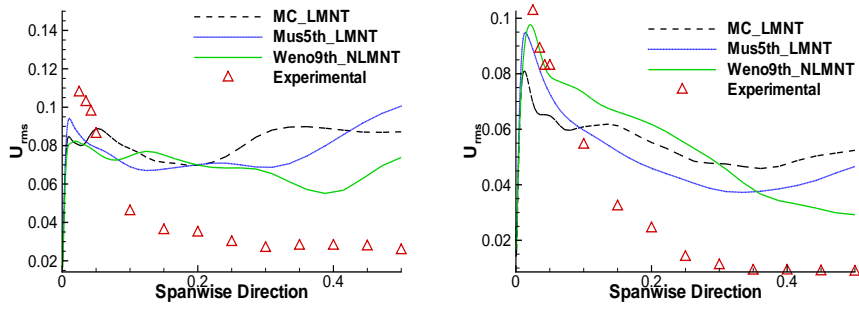 MC_LMNT
Mus5th_LMNT
Weno9th_NLMNT
Experimental
0.14
0.12
0.1
0.08
0.06
0.04
0.02
Urms
0
0.2
0.4
Spanwise Direction
MC_LMNT
Mus5th_LMNT
Weno9th_NLMNT
Experimental
0.1
0.08
0.06
0.04
0.02
Urms
0
0.2
0.4
Spanwise Direction